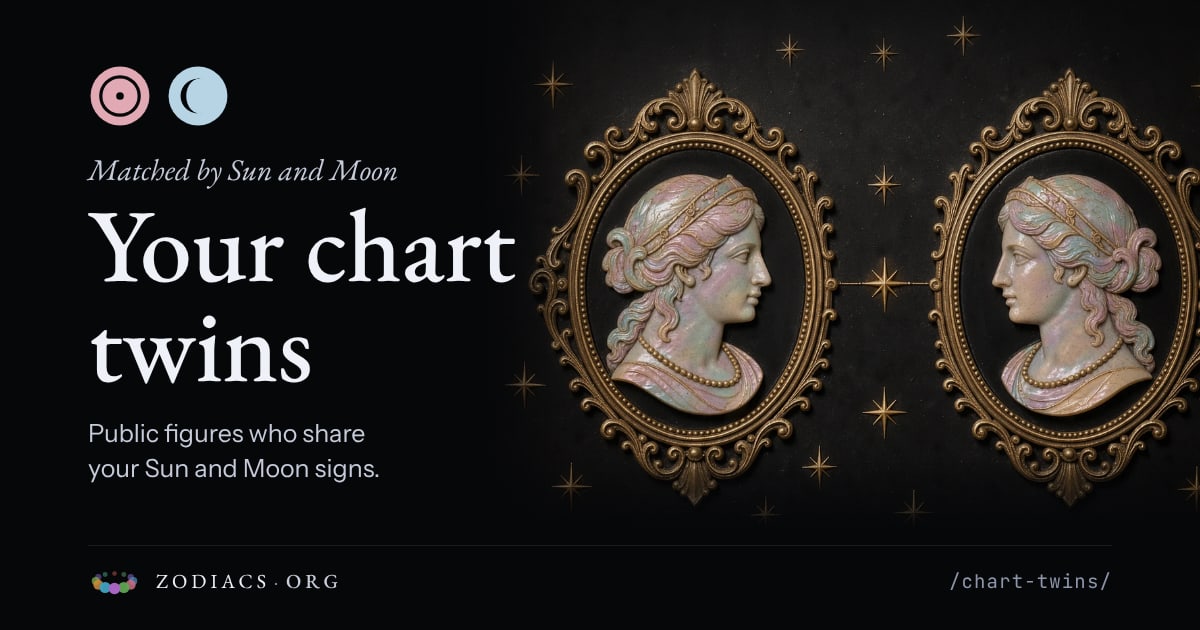 Matched by Sun and Moon
Your chart
twins
Public figures who share
your Sun and Moon signs.
ZODIACS·ORG
/chart-twins/